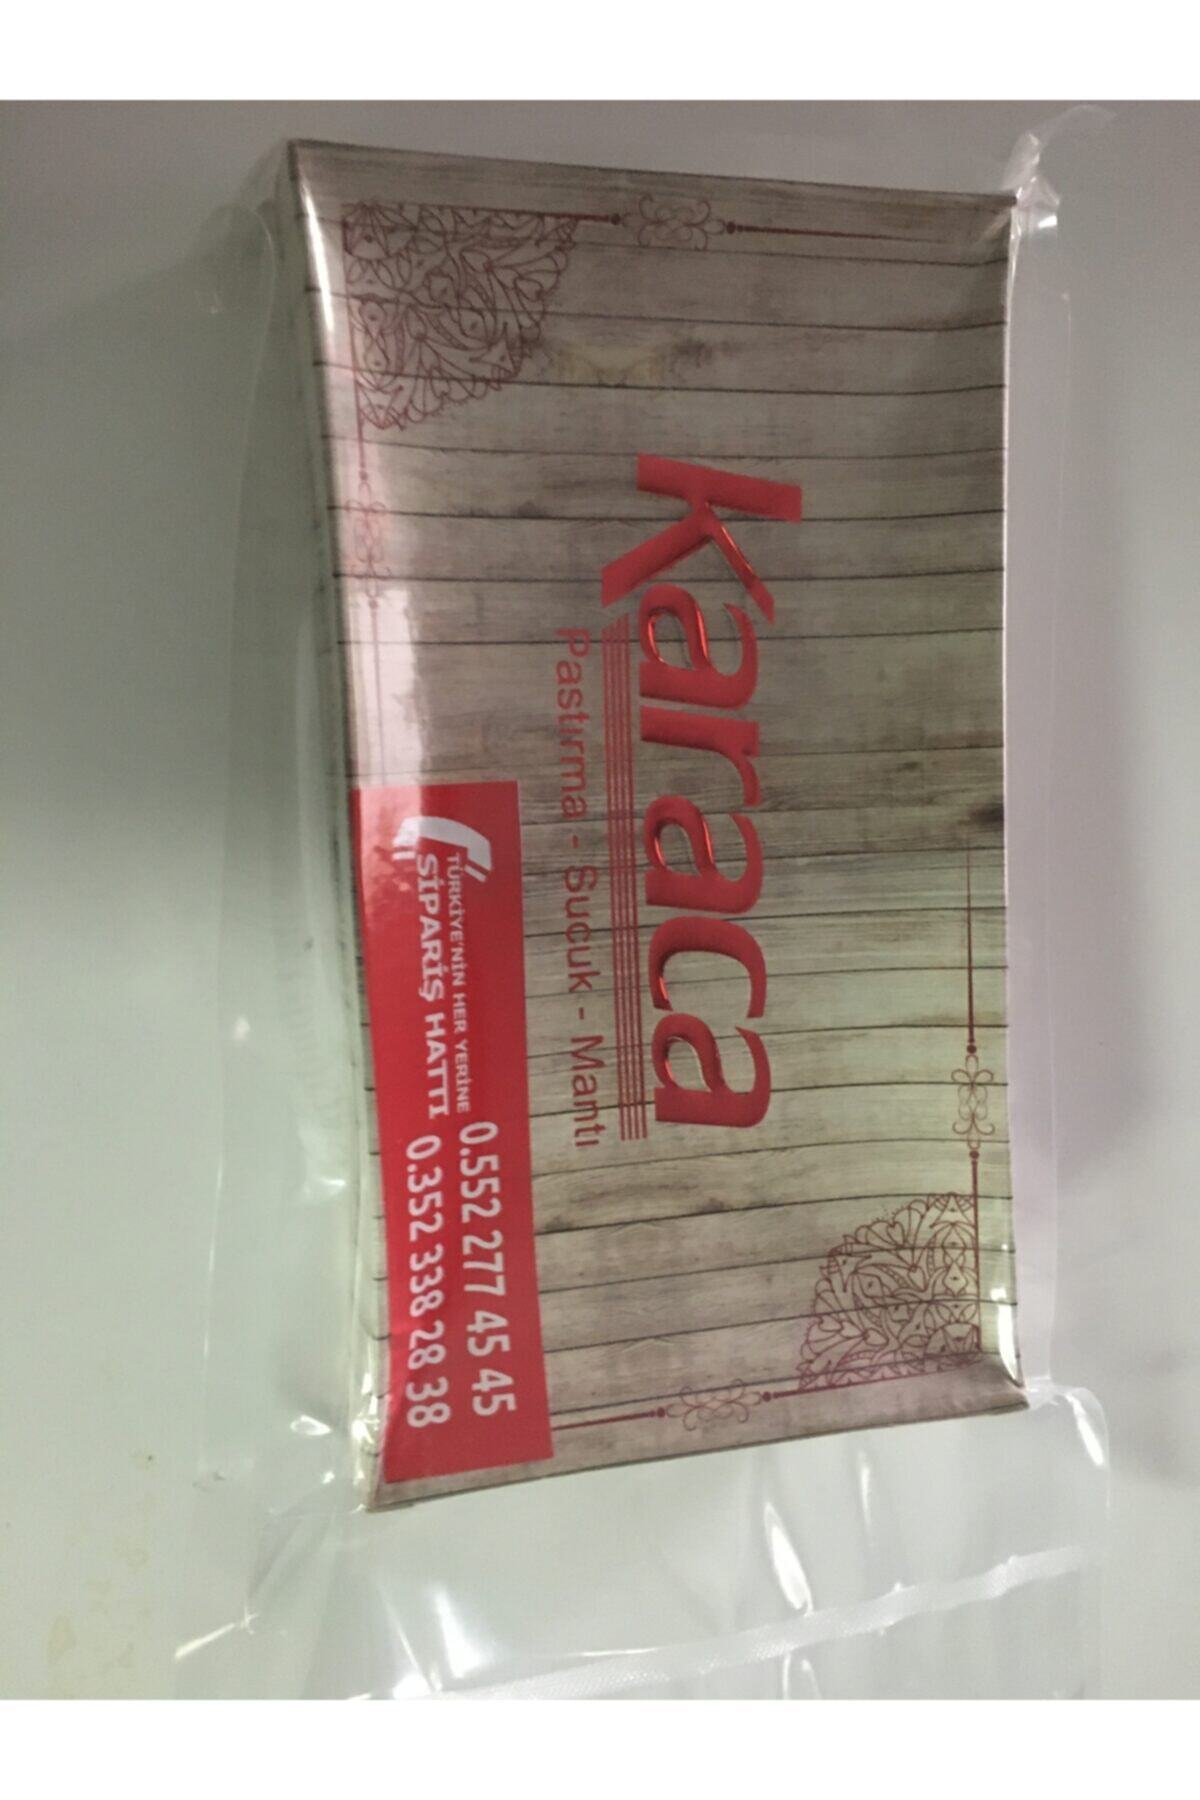 Karaca
Pastırma - Sucuk - Mantı
TÜRKİYE'NİN HER YERİNE
SİPARİŞ HATTI
0.552 277 45 45
0.352 338 28 38